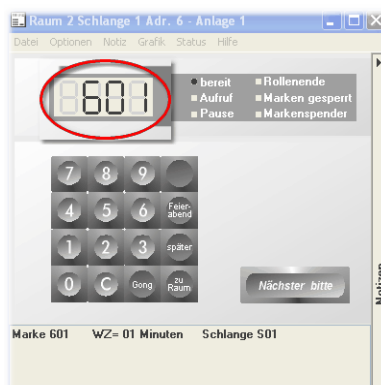 Raum 2 Schlange 1 Adr. 6 - Anlage 1
Datei Optionen Notiz Grafik Status Hilfe
601
bereit Rollenende
Aufruf Marken gesperrt
Pause Markenspender
7 8 9
4 5 6 Feier-abend
1 2 3 später
0 C Gong zu Raum
Nächster bitte
Notizen
Marke 601 WZ= 01 Minuten Schlange S01